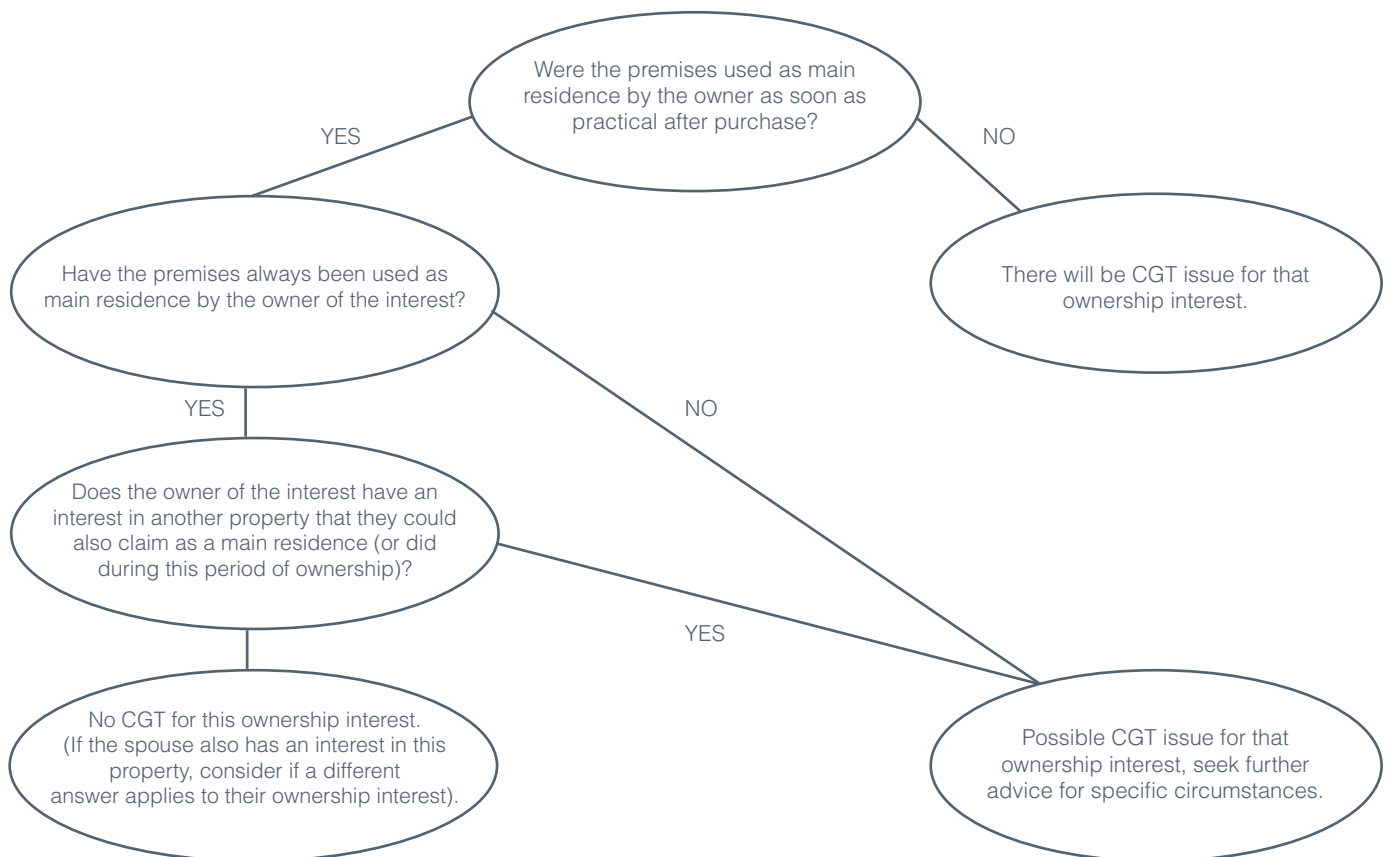 Were the premises used as main
residence by the owner as soon as
practical after purchase?
YES
NO
Have the premises always been used as
main residence by the owner of the interest?
There will be CGT issue for that
ownership interest.
YES
NO
Does the owner of the interest have an
interest in another property that they could
also claim as a main residence (or did
during this period of ownership)?
YES
No CGT for this ownership interest.
(If the spouse also has an interest in this
property, consider if a different
answer applies to their ownership interest).
Possible CGT issue for that
ownership interest, seek further
advice for specific circumstances.